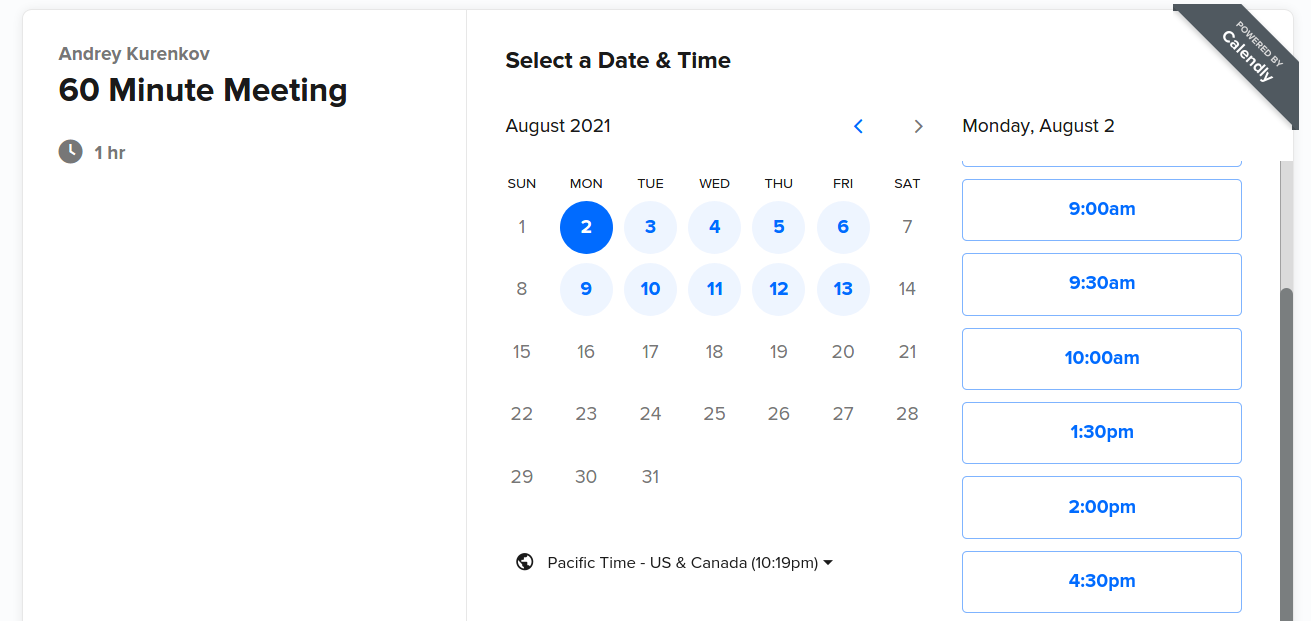 Andrey Kurenkov
60 Minute Meeting
1 hr
Select a Date & Time
August 2021
SUN MON TUE WED THU FRI SAT
1 2 3 4 5 6 7
8 9 10 11 12 13 14
15 16 17 18 19 20 21
22 23 24 25 26 27 28
29 30 31
Pacific Time - US & Canada (10:19pm)
Monday, August 2
9:00am
9:30am
10:00am
1:30pm
2:00pm
4:30pm
POWERED BY
Calendly